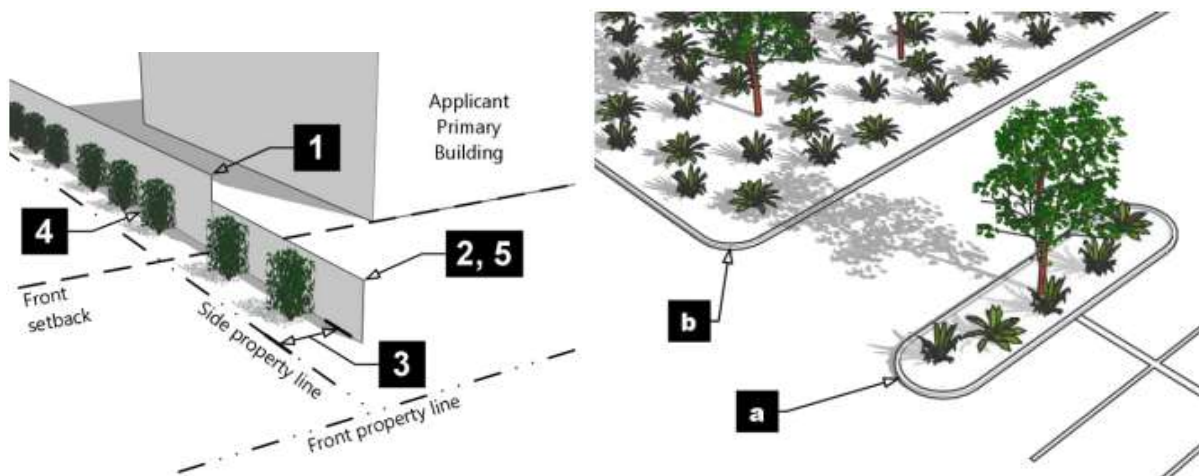 Applicant
Primary
Building
1
4
2, 5
Front
setback
Side property line
3
Front property line
b
a